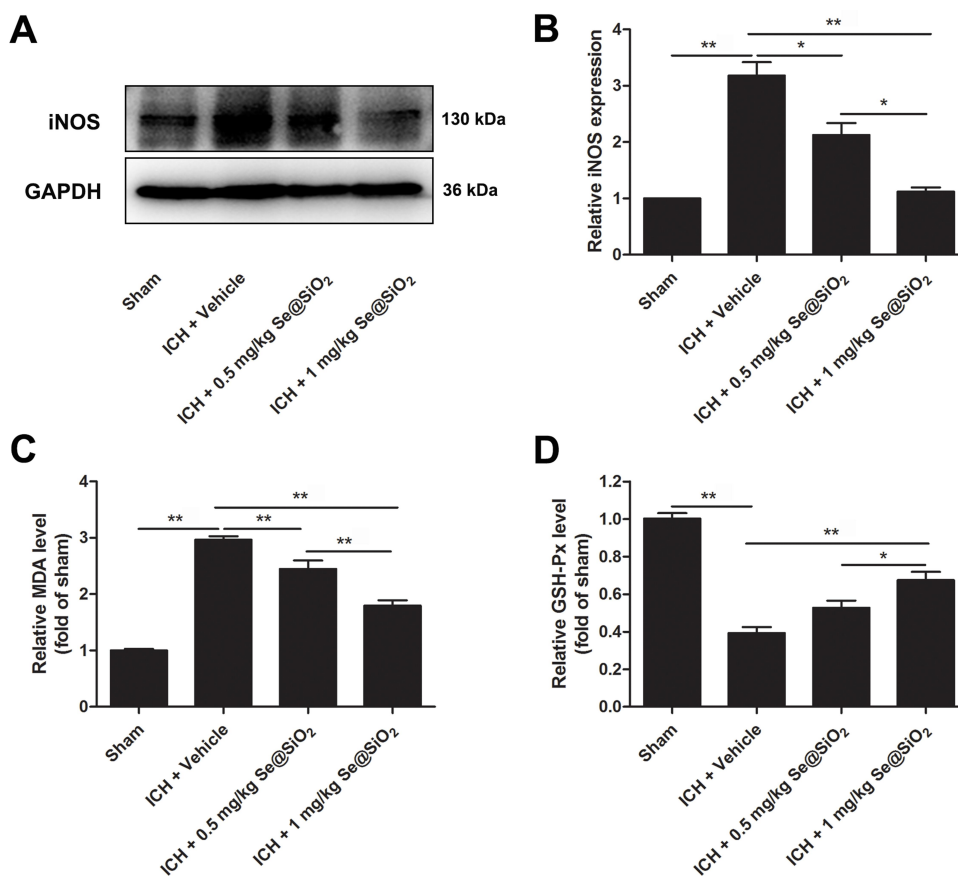 A
iNOS
130 kDa
GAPDH
36 kDa
Sham
ICH + Vehicle
ICH + 0.5 mg/kg Se@SiO₂
ICH + 1 mg/kg Se@SiO₂
B
Relative iNOS expression
4
3
2
1
0
**
*
**
*
Sham
ICH + Vehicle
ICH + 0.5 mg/kg Se@SiO₂
ICH + 1 mg/kg Se@SiO₂
C
Relative MDA level
(fold of sham)
4
3
2
1
0
**
**
**
**
Sham
ICH + Vehicle
ICH + 0.5 mg/kg Se@SiO₂
ICH + 1 mg/kg Se@SiO₂
D
Relative GSH-Px level
(fold of sham)
1.2
1.0
0.8
0.6
0.4
0.2
0.0
**
**
*
Sham
ICH + Vehicle
ICH + 0.5 mg/kg Se@SiO₂
ICH + 1 mg/kg Se@SiO₂